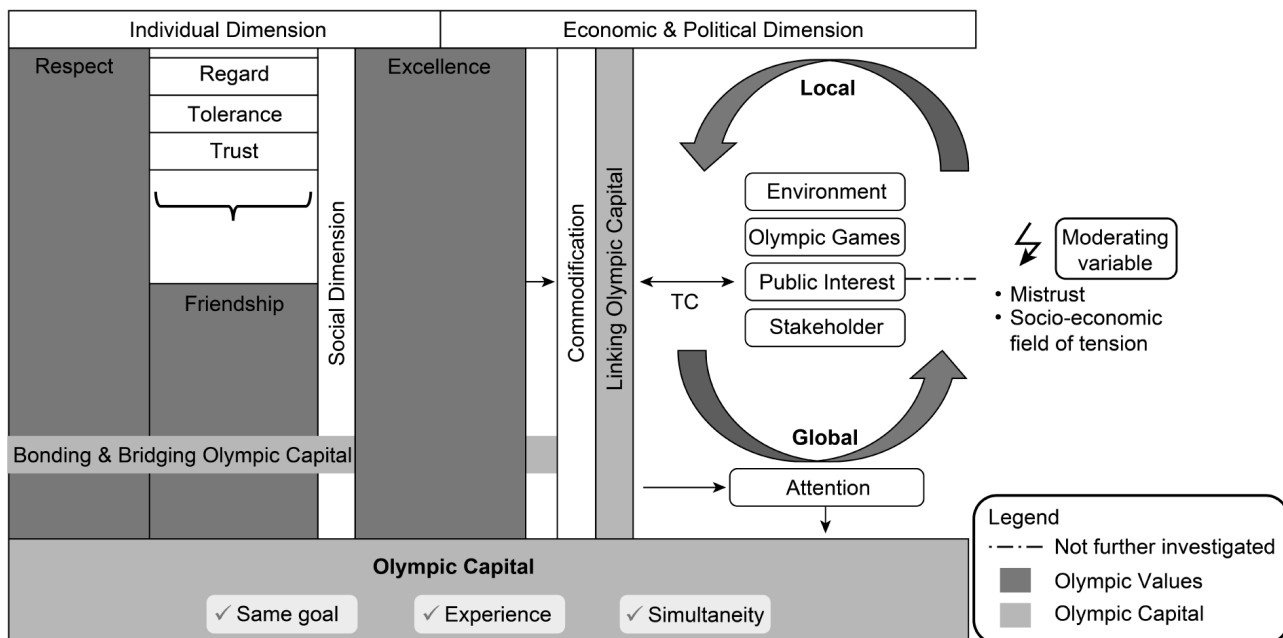 Individual Dimension
Economic & Political Dimension
Respect
Regard
Tolerance
Trust
Friendship
Social Dimension
Excellence
Commodification
Linking Olympic Capital
TC
Local
Environment
Olympic Games
Public Interest
Stakeholder
Global
Attention
Moderating
variable
• Mistrust
• Socio-economic
field of tension
Bonding & Bridging Olympic Capital
Olympic Capital
✓ Same goal
✓ Experience
✓ Simultaneity
Legend
Not further investigated
Olympic Values
Olympic Capital